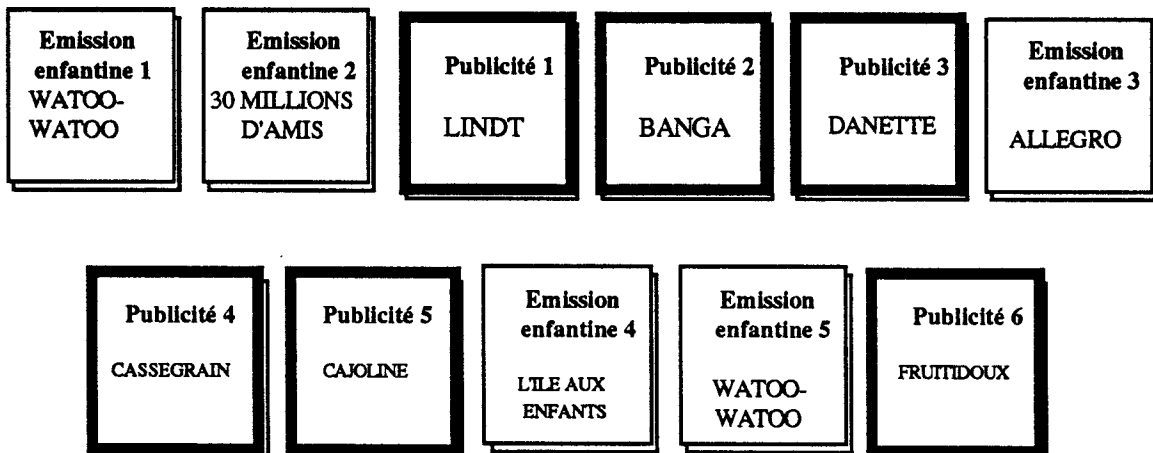 Emission
enfantine 1
WATOO-
WATOO
Emission
enfantine 2
30 MILLIONS
D'AMIS
Publicité 1
LINDT
Publicité 2
BANGA
Publicité 3
DANETTE
Emission
enfantine 3
ALLEGRO
Publicité 4
CASSEGRAIN
Publicité 5
CAJOLINE
Emission
enfantine 4
L'ILE AUX
ENFANTS
Emission
enfantine 5
WATOO-
WATOO
Publicité 6
FRUITIDOUX